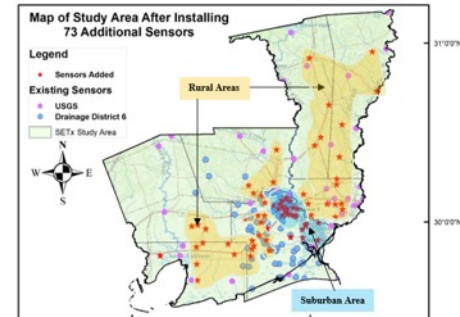 Map of Study Area After Installing
73 Additional Sensors
Legend
Sensors Added
Existing Sensors
USGS
Drainage District 6
SETx Study Area
N
W
E
S
Rural Areas
Suburban Area
31°0'0"N
30°0'0"N